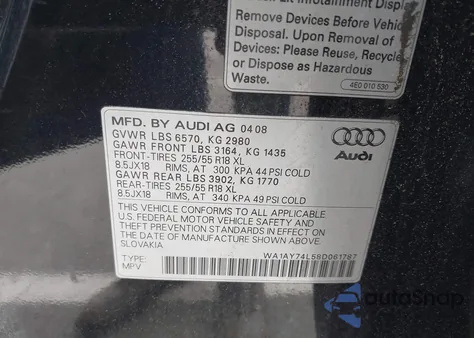 Remove Devices Before Vehic
Disposal. Upon Removal of
Devices: Please Reuse, Recycle
or Dispose as Hazardous
Waste.
4E0 010 530
MFD. BY AUDI AG 04 08
GVWR LBS 6570, KG 2980
GAWR FRONT LBS 3164, KG 1435
FRONT-TIRES 255/55 R18 XL
8.5JX18 RIMS, AT 300 KPA 44 PSI COLD
GAWR REAR LBS 3902, KG 1770
REAR-TIRES 255/55 R18 XL
8.5JX18 RIMS, AT 340 KPA 49 PSI COLD
Audi
THIS VEHICLE CONFORMS TO ALL APPLICABLE
U.S. FEDERAL MOTOR VEHICLE SAFETY AND
THEFT PREVENTION STANDARDS IN EFFECT ON
THE DATE OF MANUFACTURE SHOWN ABOVE.
SLOVAKIA
TYPE:
MPV
WA1AY74L58D061787
AutoSnap